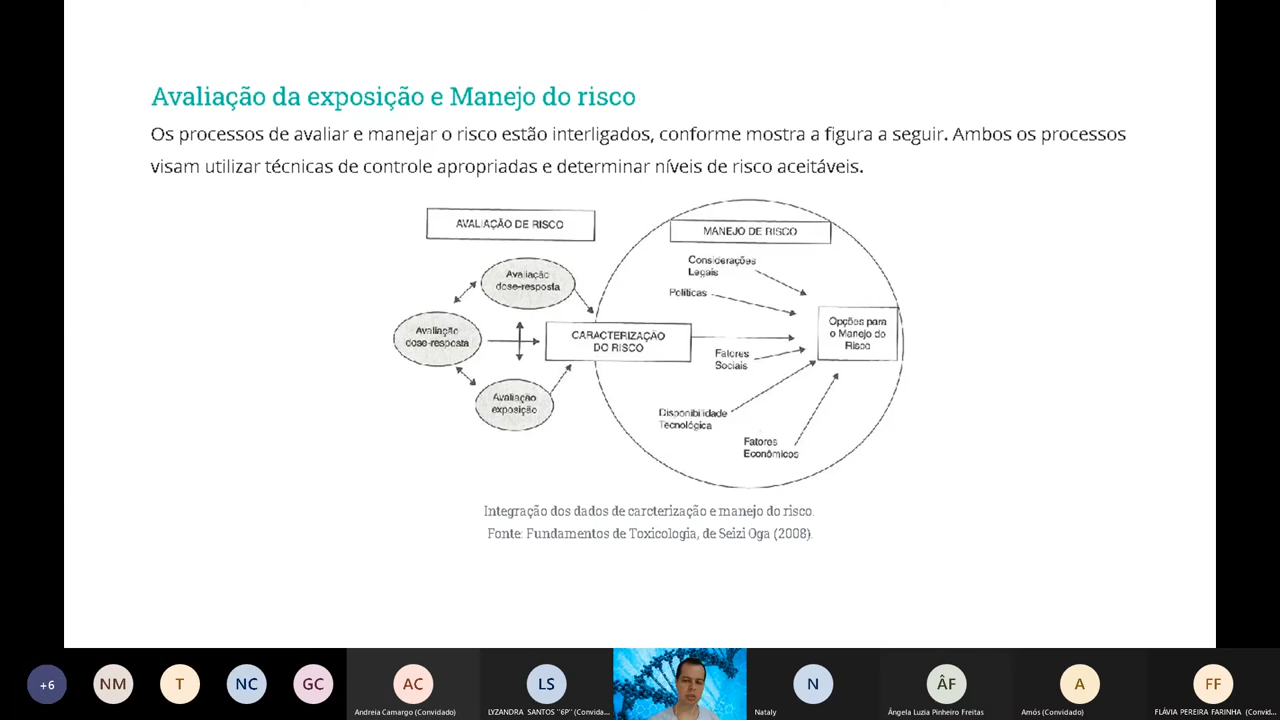 Avaliação da exposição e Manejo do risco
Os processos de avaliar e manejar o risco estão interligados, conforme mostra a figura a seguir. Ambos os processos
visam utilizar técnicas de controle apropriadas e determinar níveis de risco aceitáveis.
AVALIAÇÃO DE RISCO
MANEJO DE RISCO
Considerações
Legais
Avaliação
dose-resposta
Políticas
Avaliação
dose-resposta
CARACTERIZAÇÃO
DO RISCO
Opções para
o Manejo do
Risco
Fatores
Sociais
Avaliação
exposição
Disponibilidade
Tecnológica
Fatores
Econômicos
Integração dos dados de carcterização e manejo do risco.
Fonte: Fundamentos de Toxicologia, de Seizi Oga (2008).
+6
NM
T
NC
GC
AC
Andreia Camargo (Convidado)
LS
LYZANDRA SANTOS "6P" (Convida...
N
Nataly
ÂF
Ângela Luzia Pinheiro Freitas
A
Amós (Convidado)
FF
FLÁVIA PEREIRA FARINHA (Convid...